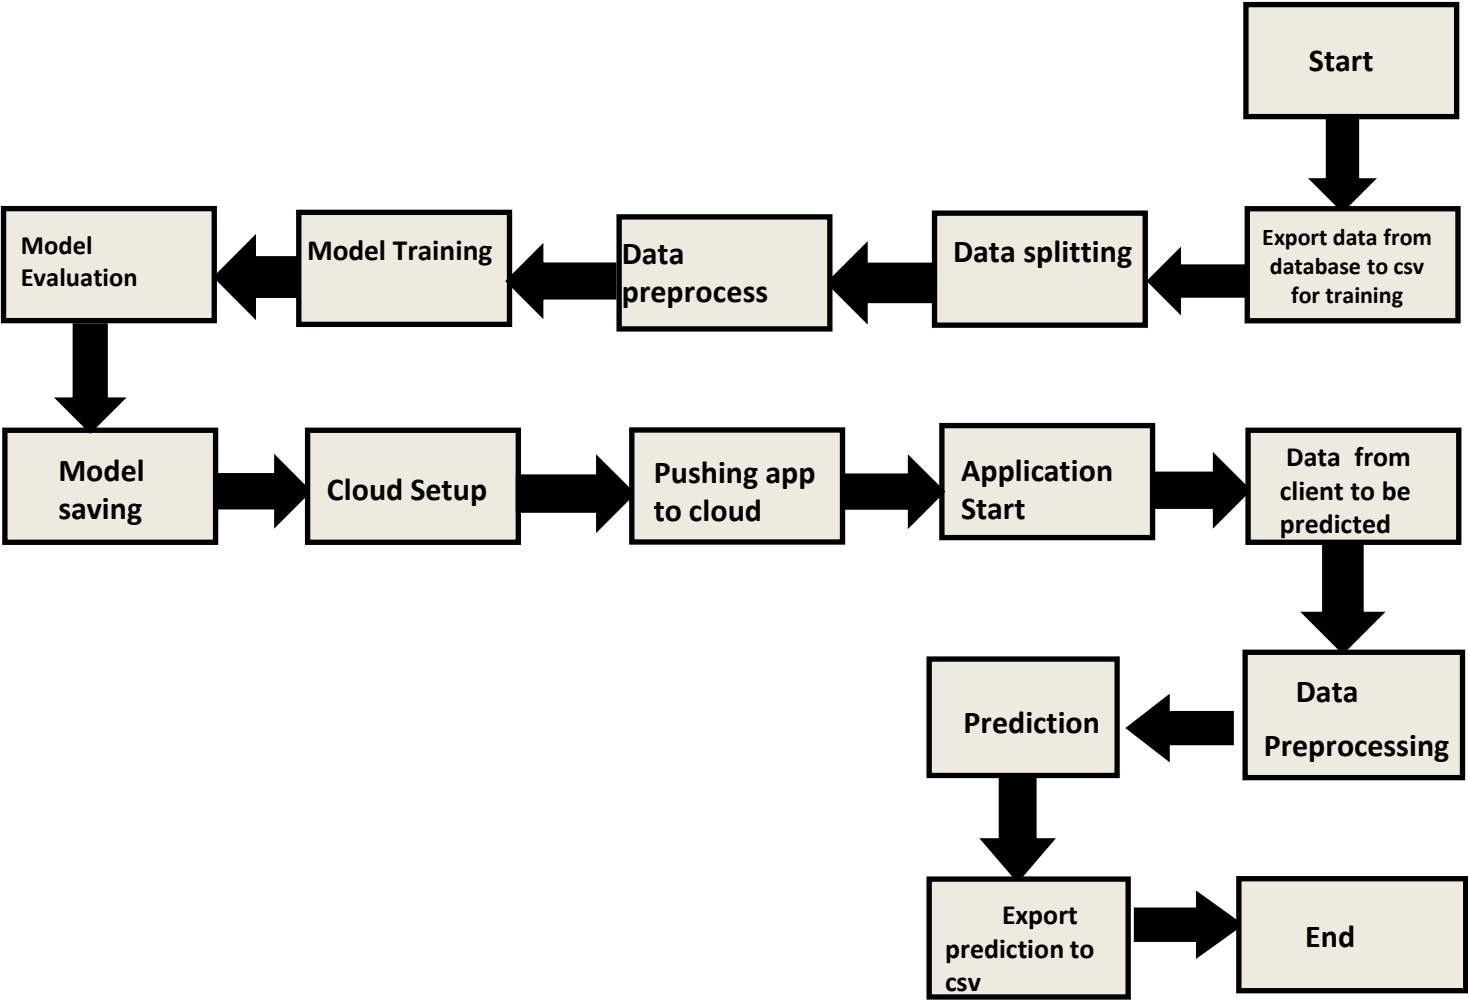 Start
Export data from
database to csv
for training
Data splitting
Data
preprocess
Model Training
Model
Evaluation
Model
saving
Cloud Setup
Pushing app
to cloud
Application
Start
Data from
client to be
predicted
Data
Preprocessing
Prediction
Export
prediction to
csv
End